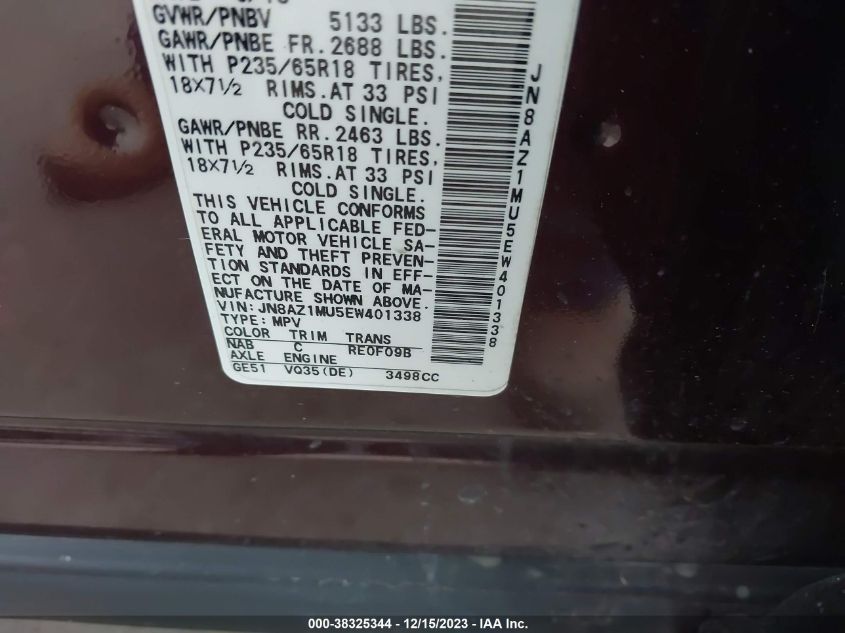 GVWR/PNBV 5133 LBS.
GAWR/PNBE FR. 2688 LBS.
WITH P235/65R18 TIRES,
18X7½ RIMS. AT 33 PSI
COLD SINGLE.
GAWR/PNBE RR. 2463 LBS.
WITH P235/65R18 TIRES,
18X7½ RIMS. AT 33 PSI
COLD SINGLE.
THIS VEHICLE CONFORMS
TO ALL APPLICABLE FED-
ERAL MOTOR VEHICLE SA-
FETY AND THEFT PREVEN-
TION STANDARDS IN EFF-
ECT ON THE DATE OF MA-
NUFACTURE SHOWN ABOVE.
VIN: JN8AZ1MU5EW401338
TYPE: MPV
COLOR TRIM TRANS
NAB C RE0F09B
AXLE ENGINE
GE51 VQ35(DE) 3498CC
JN8AZ1MU5EW401338
000-38325344 - 12/15/2023 - IAA Inc.